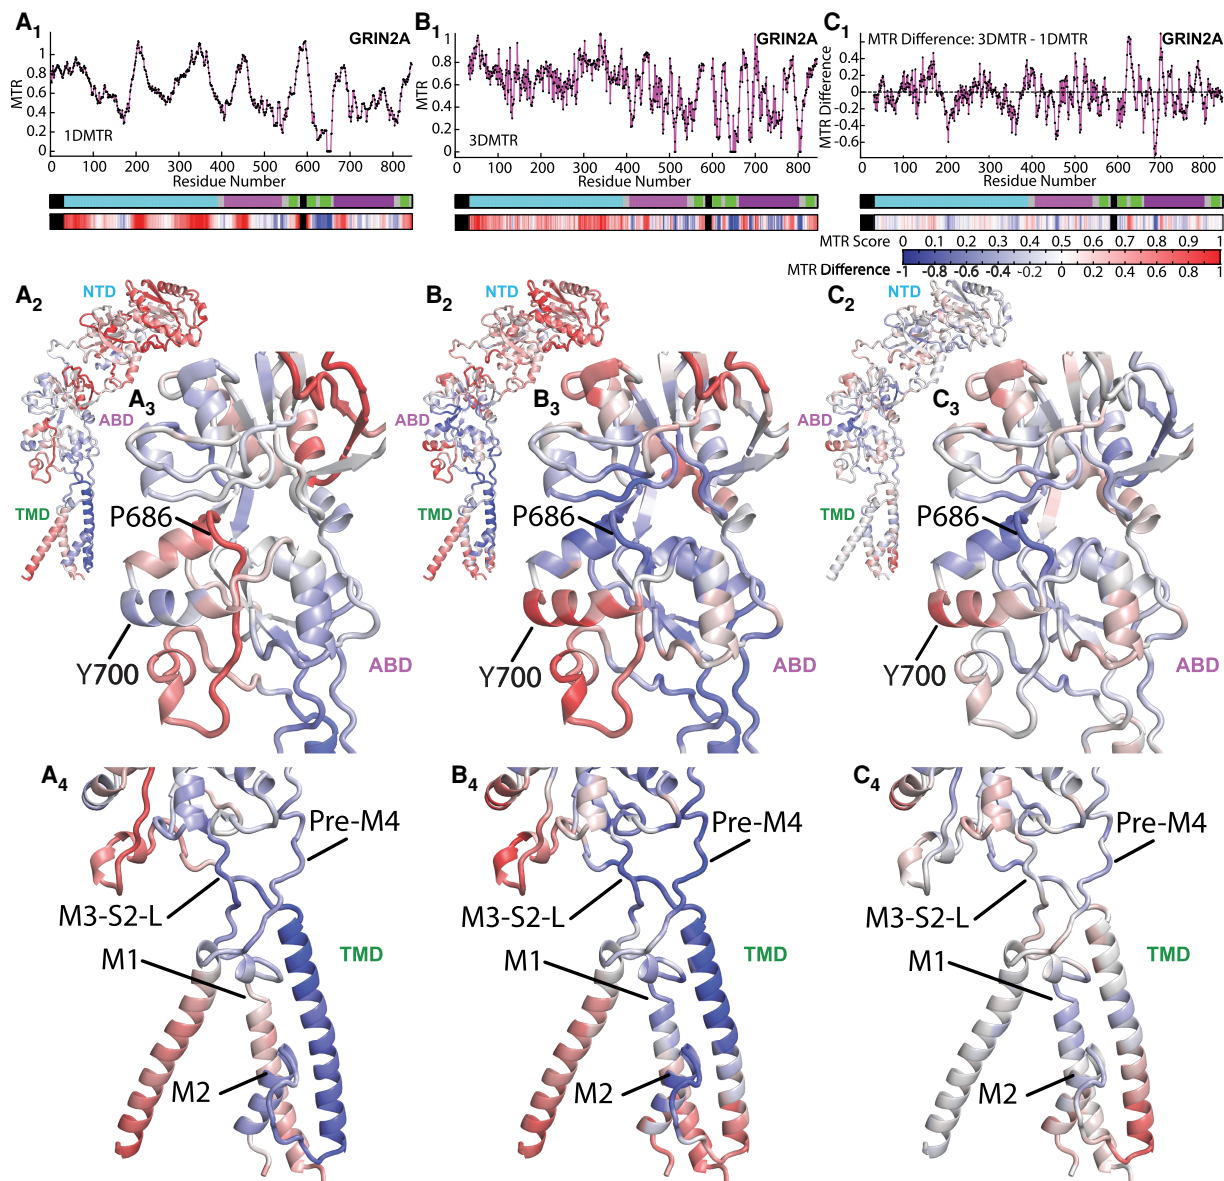 A1
1
0.8
0.6
0.4
0.2
0
MTR
GRIN2A
1DMTR
0 100 200 300 400 500 600 700 800
Residue Number
B1
1
0.8
0.6
0.4
0.2
0
MTR
GRIN2A
3DMTR
0 100 200 300 400 500 600 700 800
Residue Number
C1
1
0.4
0.2
0
-0.2
-0.6
MTR Difference
MTR Difference: 3DMTR - 1DMTR
GRIN2A
0 100 200 300 400 500 600 700 800
Residue Number
MTR Score 0 0.1 0.2 0.3 0.4 0.5 0.6 0.7 0.8 0.9 1
MTR Difference -1 -0.8 -0.6 -0.4 -0.2 0 0.2 0.4 0.6 0.8 1
A2
NTD
ABD
TMD
B2
NTD
ABD
TMD
C2
NTD
ABD
TMD
A3
P686
Y700
ABD
B3
P686
Y700
ABD
C3
P686
Y700
ABD
A4
Pre-M4
M3-S2-L
M1
TMD
M2
B4
Pre-M4
M3-S2-L
M1
TMD
M2
C4
Pre-M4
M3-S2-L
M1
TMD
M2